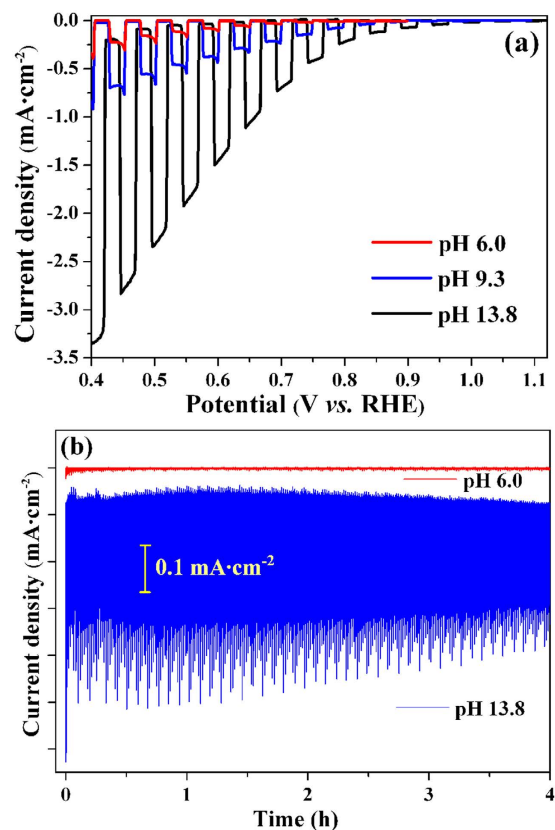 (a)
Current density (mA·cm-2)
0.0
-0.5
-1.0
-1.5
-2.0
-2.5
-3.0
-3.5
pH 6.0
pH 9.3
pH 13.8
0.4 0.5 0.6 0.7 0.8 0.9 1.0 1.1
Potential (V vs. RHE)
(b)
Current density (mA·cm-2)
pH 6.0
0.1 mA·cm-2
pH 13.8
0 1 2 3 4
Time (h)